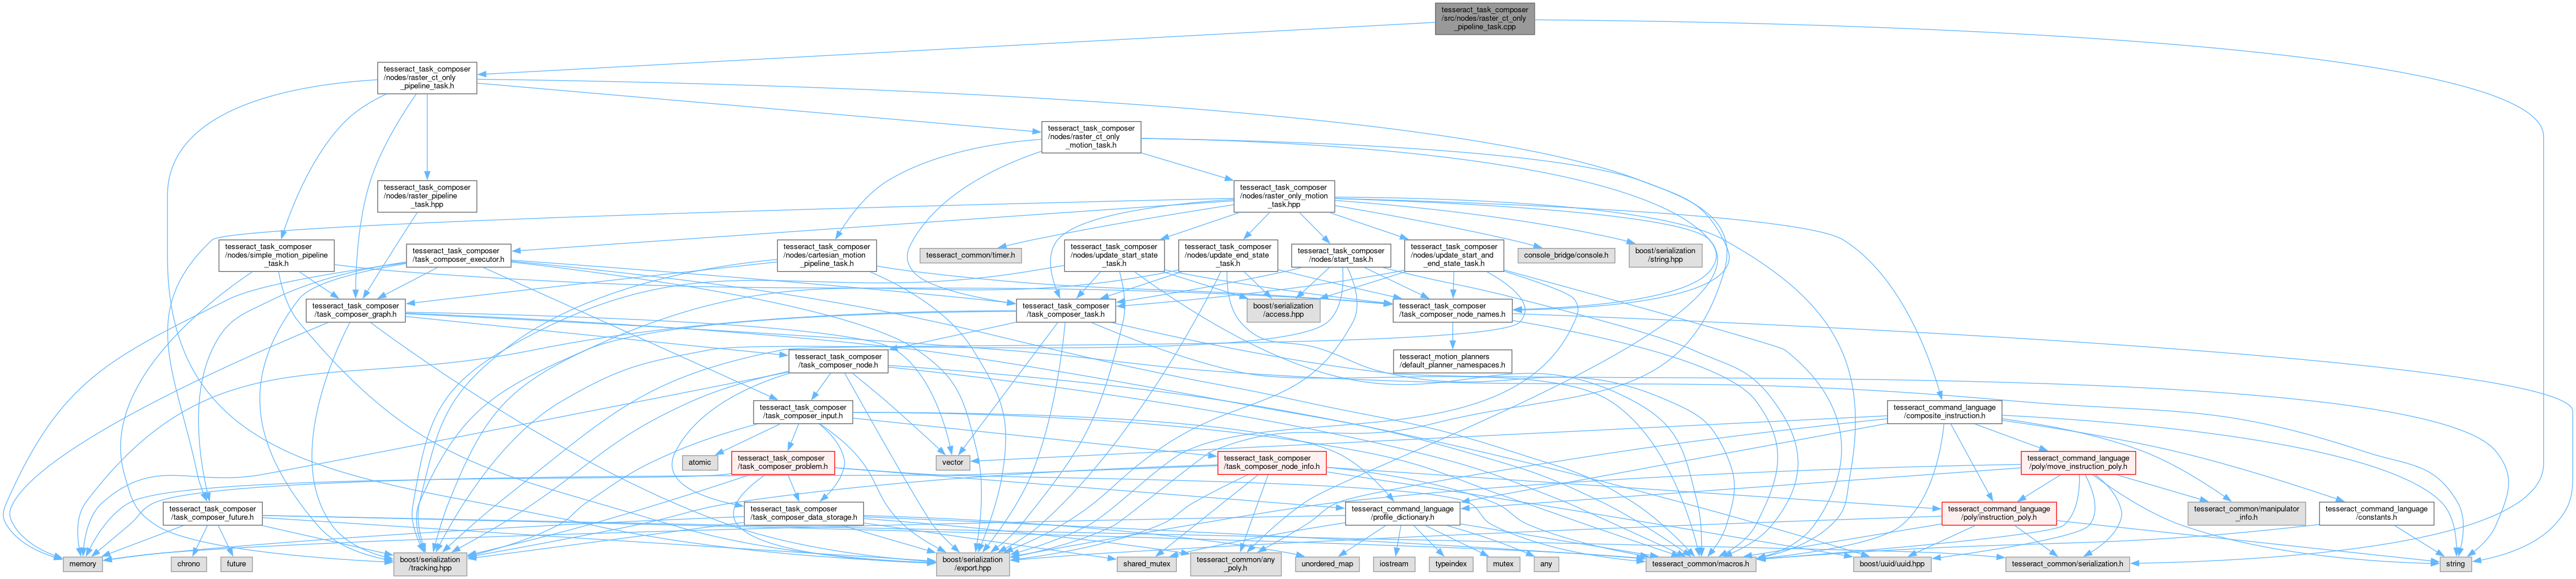 tesseract_task_composer
/src/nodes/raster_ct_only
_pipeline_task.cpp
tesseract_task_composer
/nodes/raster_ct_only
_pipeline_task.h
tesseract_task_composer
/nodes/raster_ct_only
_motion_task.h
tesseract_task_composer
/nodes/raster_pipeline
_task.hpp
tesseract_task_composer
/nodes/raster_only_motion
_task.hpp
tesseract_task_composer
/nodes/simple_motion_pipeline
_task.h
tesseract_task_composer
/task_composer_executor.h
tesseract_task_composer
/nodes/cartesian_motion
_pipeline_task.h
tesseract_common/timer.h
tesseract_task_composer
/nodes/update_start_state
_task.h
tesseract_task_composer
/nodes/update_end_state
_task.h
tesseract_task_composer
/nodes/start_task.h
tesseract_task_composer
/nodes/update_start_and
_end_state_task.h
console_bridge/console.h
boost/serialization
/string.hpp
tesseract_task_composer
/task_composer_graph.h
tesseract_task_composer
/task_composer_task.h
boost/serialization
/access.hpp
tesseract_task_composer
/task_composer_node_names.h
tesseract_task_composer
/task_composer_node.h
tesseract_motion_planners
/default_planner_namespaces.h
tesseract_task_composer
/task_composer_input.h
tesseract_command_language
/composite_instruction.h
atomic
tesseract_task_composer
/task_composer_problem.h
vector
tesseract_task_composer
/task_composer_node_info.h
tesseract_command_language
/poly/move_instruction_poly.h
tesseract_task_composer
/task_composer_future.h
tesseract_task_composer
/task_composer_data_storage.h
tesseract_command_language
/profile_dictionary.h
tesseract_command_language
/poly/instruction_poly.h
tesseract_common/manipulator
_info.h
tesseract_command_language
/constants.h
memory
chrono
future
boost/serialization
/tracking.hpp
boost/serialization
/export.hpp
shared_mutex
tesseract_common/any
_poly.h
unordered_map
iostream
typeindex
mutex
any
tesseract_common/macros.h
boost/uuid/uuid.hpp
tesseract_common/serialization.h
string